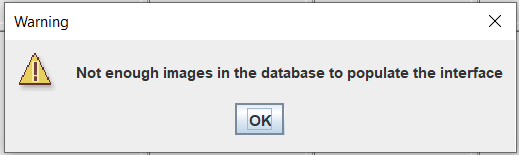 Warning
Not enough images in the database to populate the interface
OK